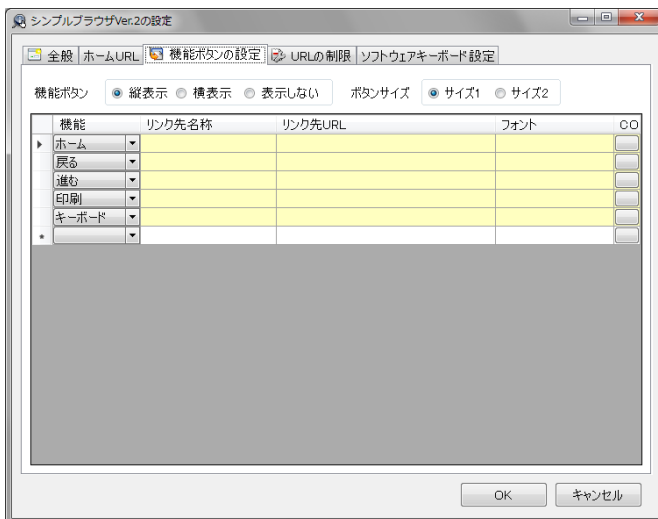 シンプルブラウザVer.2の設定
全般 ホームURL 機能ボタンの設定 URLの制限 ソフトウェアキーボード設定
機能ボタン 縦表示 横表示 表示しない ボタンサイズ サイズ1 サイズ2
機能 リンク先名称 リンク先URL フォント CO
ホーム
戻る
進む
印刷
キーボード
OK キャンセル